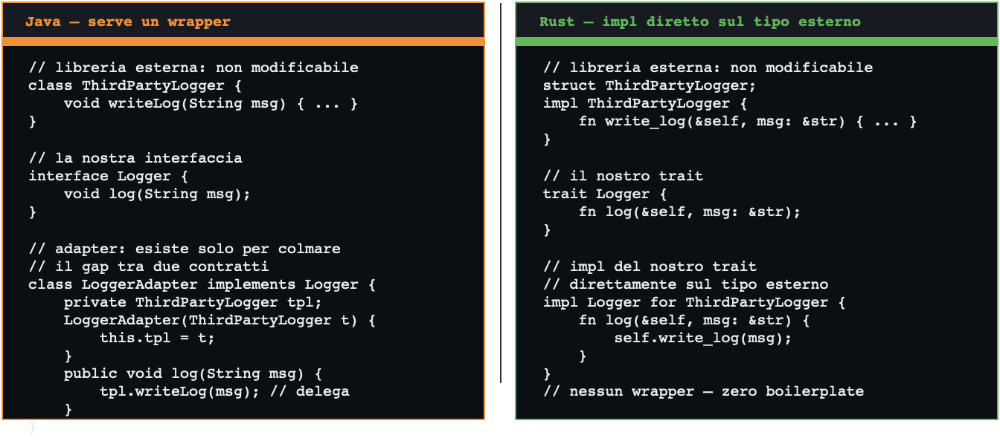 Java — serve un wrapper
// libreria esterna: non modificabile
class ThirdPartyLogger {
    void writeLog(String msg) { ... }
}
// la nostra interfaccia
interface Logger {
    void log(String msg);
}
// adapter: esiste solo per colmare
// il gap tra due contratti
class LoggerAdapter implements Logger {
    private ThirdPartyLogger tpl;
    LoggerAdapter(ThirdPartyLogger t) {
        this.tpl = t;
    }
    public void log(String msg) {
        tpl.writeLog(msg); // delega
    }
}
Rust — impl diretto sul tipo esterno
// libreria esterna: non modificabile
struct ThirdPartyLogger;
impl ThirdPartyLogger {
    fn write_log(&self, msg: &str) { ... }
}
// il nostro trait
trait Logger {
    fn log(&self, msg: &str);
}
// impl del nostro trait
// direttamente sul tipo esterno
impl Logger for ThirdPartyLogger {
    fn log(&self, msg: &str) {
        self.write_log(msg);
    }
}
// nessun wrapper — zero boilerplate